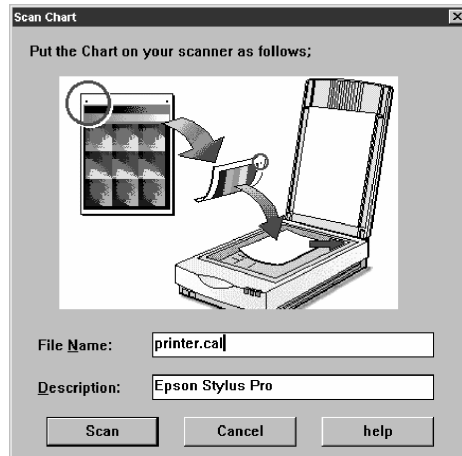 Scan Chart
Put the Chart on your scanner as follows;
File Name: printer.cal
Description: Epson Stylus Pro
Scan Cancel help